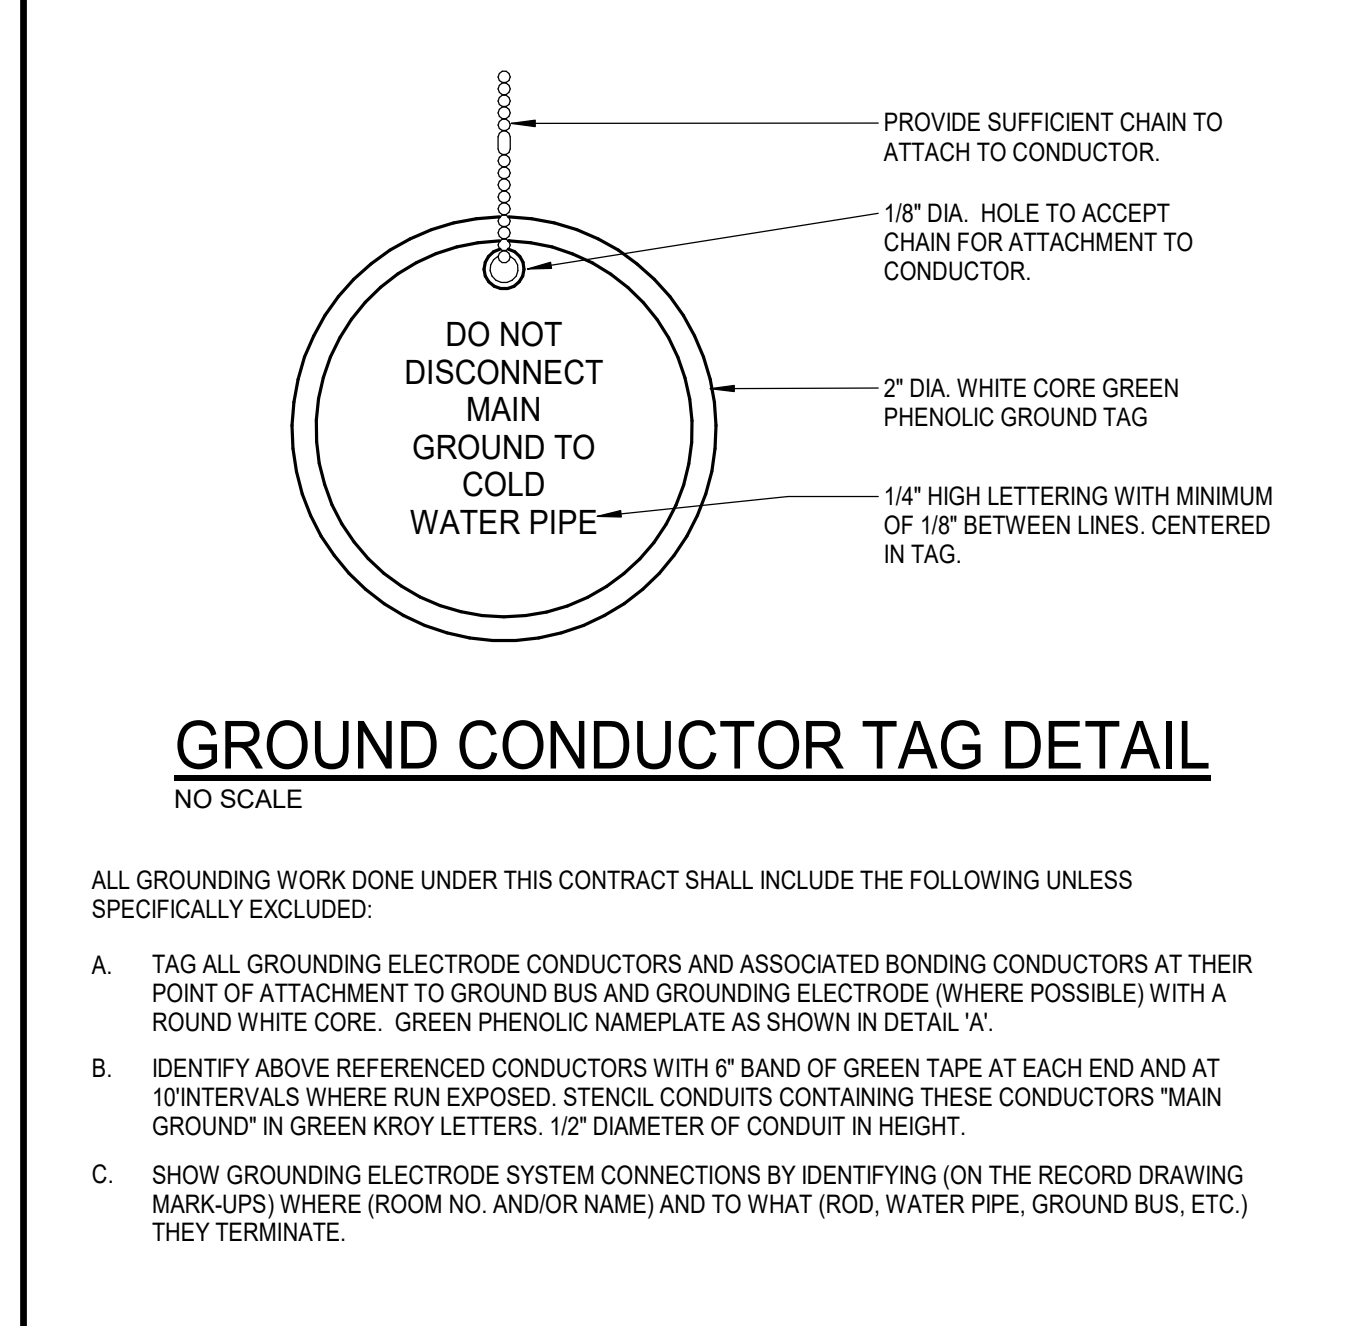 PROVIDE SUFFICIENT CHAIN TO
ATTACH TO CONDUCTOR.
1/8" DIA.  HOLE TO ACCEPT
CHAIN FOR ATTACHMENT TO
CONDUCTOR.
DO NOT
DISCONNECT
MAIN
GROUND TO
COLD
WATER PIPE
2" DIA. WHITE CORE GREEN
PHENOLIC GROUND TAG
1/4" HIGH LETTERING WITH MINIMUM
OF 1/8" BETWEEN LINES. CENTERED
IN TAG.
GROUND CONDUCTOR TAG DETAIL
NO SCALE
ALL GROUNDING WORK DONE UNDER THIS CONTRACT SHALL INCLUDE THE FOLLOWING UNLESS
SPECIFICALLY EXCLUDED:
A. TAG ALL GROUNDING ELECTRODE CONDUCTORS AND ASSOCIATED BONDING CONDUCTORS AT THEIR
POINT OF ATTACHMENT TO GROUND BUS AND GROUNDING ELECTRODE (WHERE POSSIBLE) WITH A
ROUND WHITE CORE.  GREEN PHENOLIC NAMEPLATE AS SHOWN IN DETAIL 'A'.
B. IDENTIFY ABOVE REFERENCED CONDUCTORS WITH 6" BAND OF GREEN TAPE AT EACH END AND AT
10'INTERVALS WHERE RUN EXPOSED. STENCIL CONDUITS CONTAINING THESE CONDUCTORS "MAIN
GROUND" IN GREEN KROY LETTERS. 1/2" DIAMETER OF CONDUIT IN HEIGHT.
C. SHOW GROUNDING ELECTRODE SYSTEM CONNECTIONS BY IDENTIFYING (ON THE RECORD DRAWING
MARK-UPS) WHERE (ROOM NO. AND/OR NAME) AND TO WHAT (ROD, WATER PIPE, GROUND BUS, ETC.)
THEY TERMINATE.